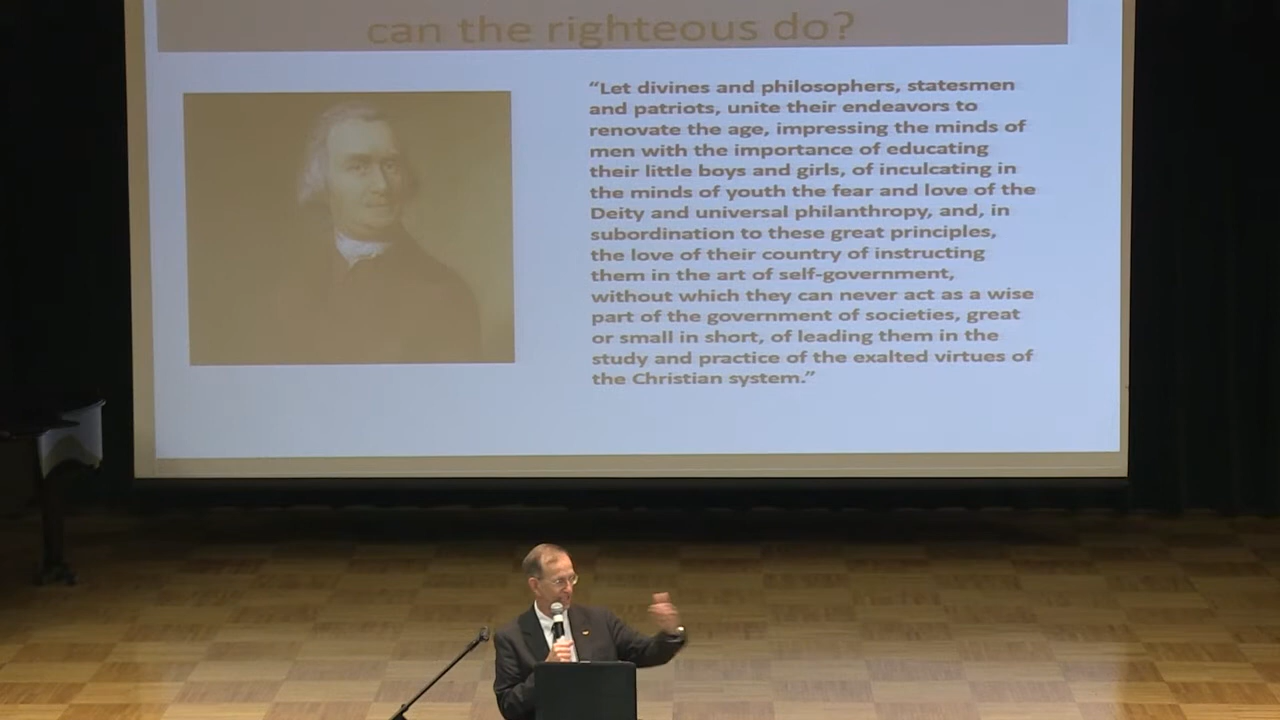 can the righteous do?
“Let divines and philosophers, statesmen
and patriots, unite their endeavors to
renovate the age, impressing the minds of
men with the importance of educating
their little boys and girls, of inculcating in
the minds of youth the fear and love of the
Deity and universal philanthropy, and, in
subordination to these great principles,
the love of their country of instructing
them in the art of self-government,
without which they can never act as a wise
part of the government of societies, great
or small in short, of leading them in the
study and practice of the exalted virtues of
the Christian system.”